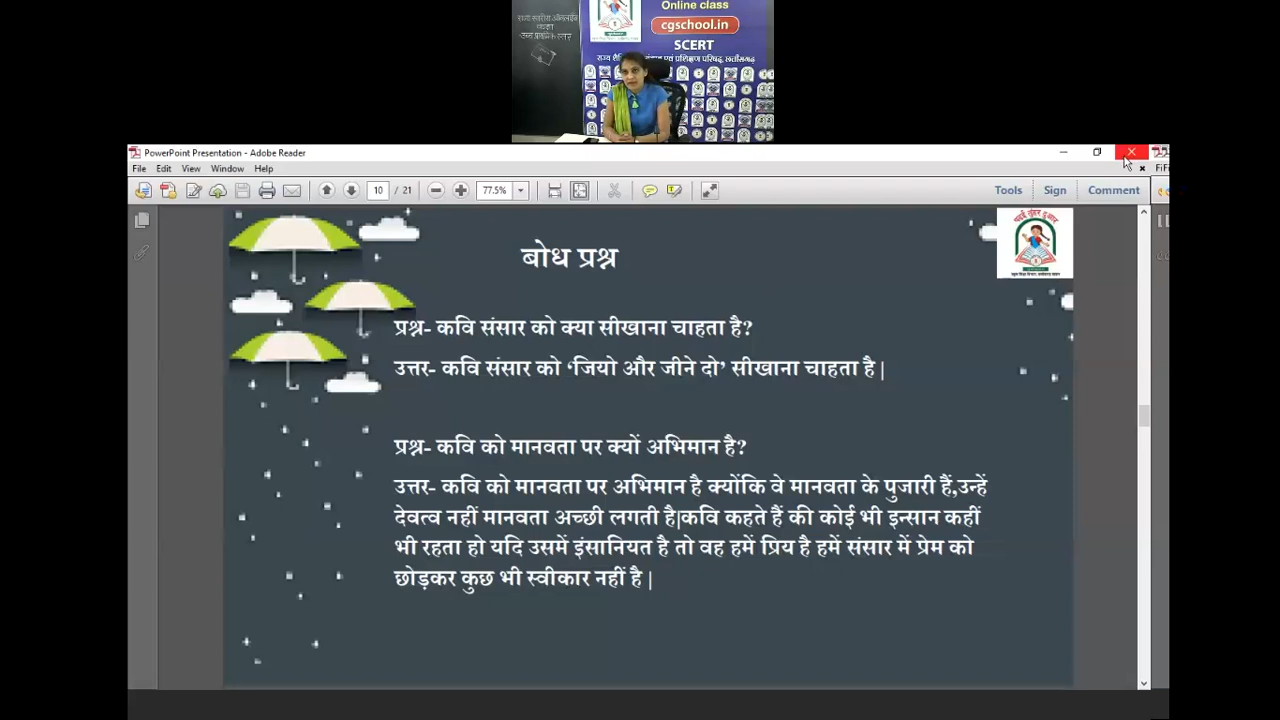 Online class
cgschool.in
SCERT
PowerPoint Presentation - Adobe Reader
File Edit View Window Help
10 / 21 77.5% Tools Sign Comment
बोध प्रश्न
प्रश्न- कवि संसार को क्या सीखाना चाहता है?
उत्तर- कवि संसार को ‘जियो और जीने दो’ सीखाना चाहता है |
प्रश्न- कवि को मानवता पर क्यों अभिमान है?
उत्तर- कवि को मानवता पर अभिमान है क्योंकि वे मानवता के पुजारी हैं,उन्हें
देवत्व नहीं मानवता अच्छी लगती है|कवि कहते हैं की कोई भी इन्सान कहीं
भी रहता हो यदि उसमें इंसानियत है तो वह हमें प्रिय है हमें संसार में प्रेम को
छोड़कर कुछ भी स्वीकार नहीं है |